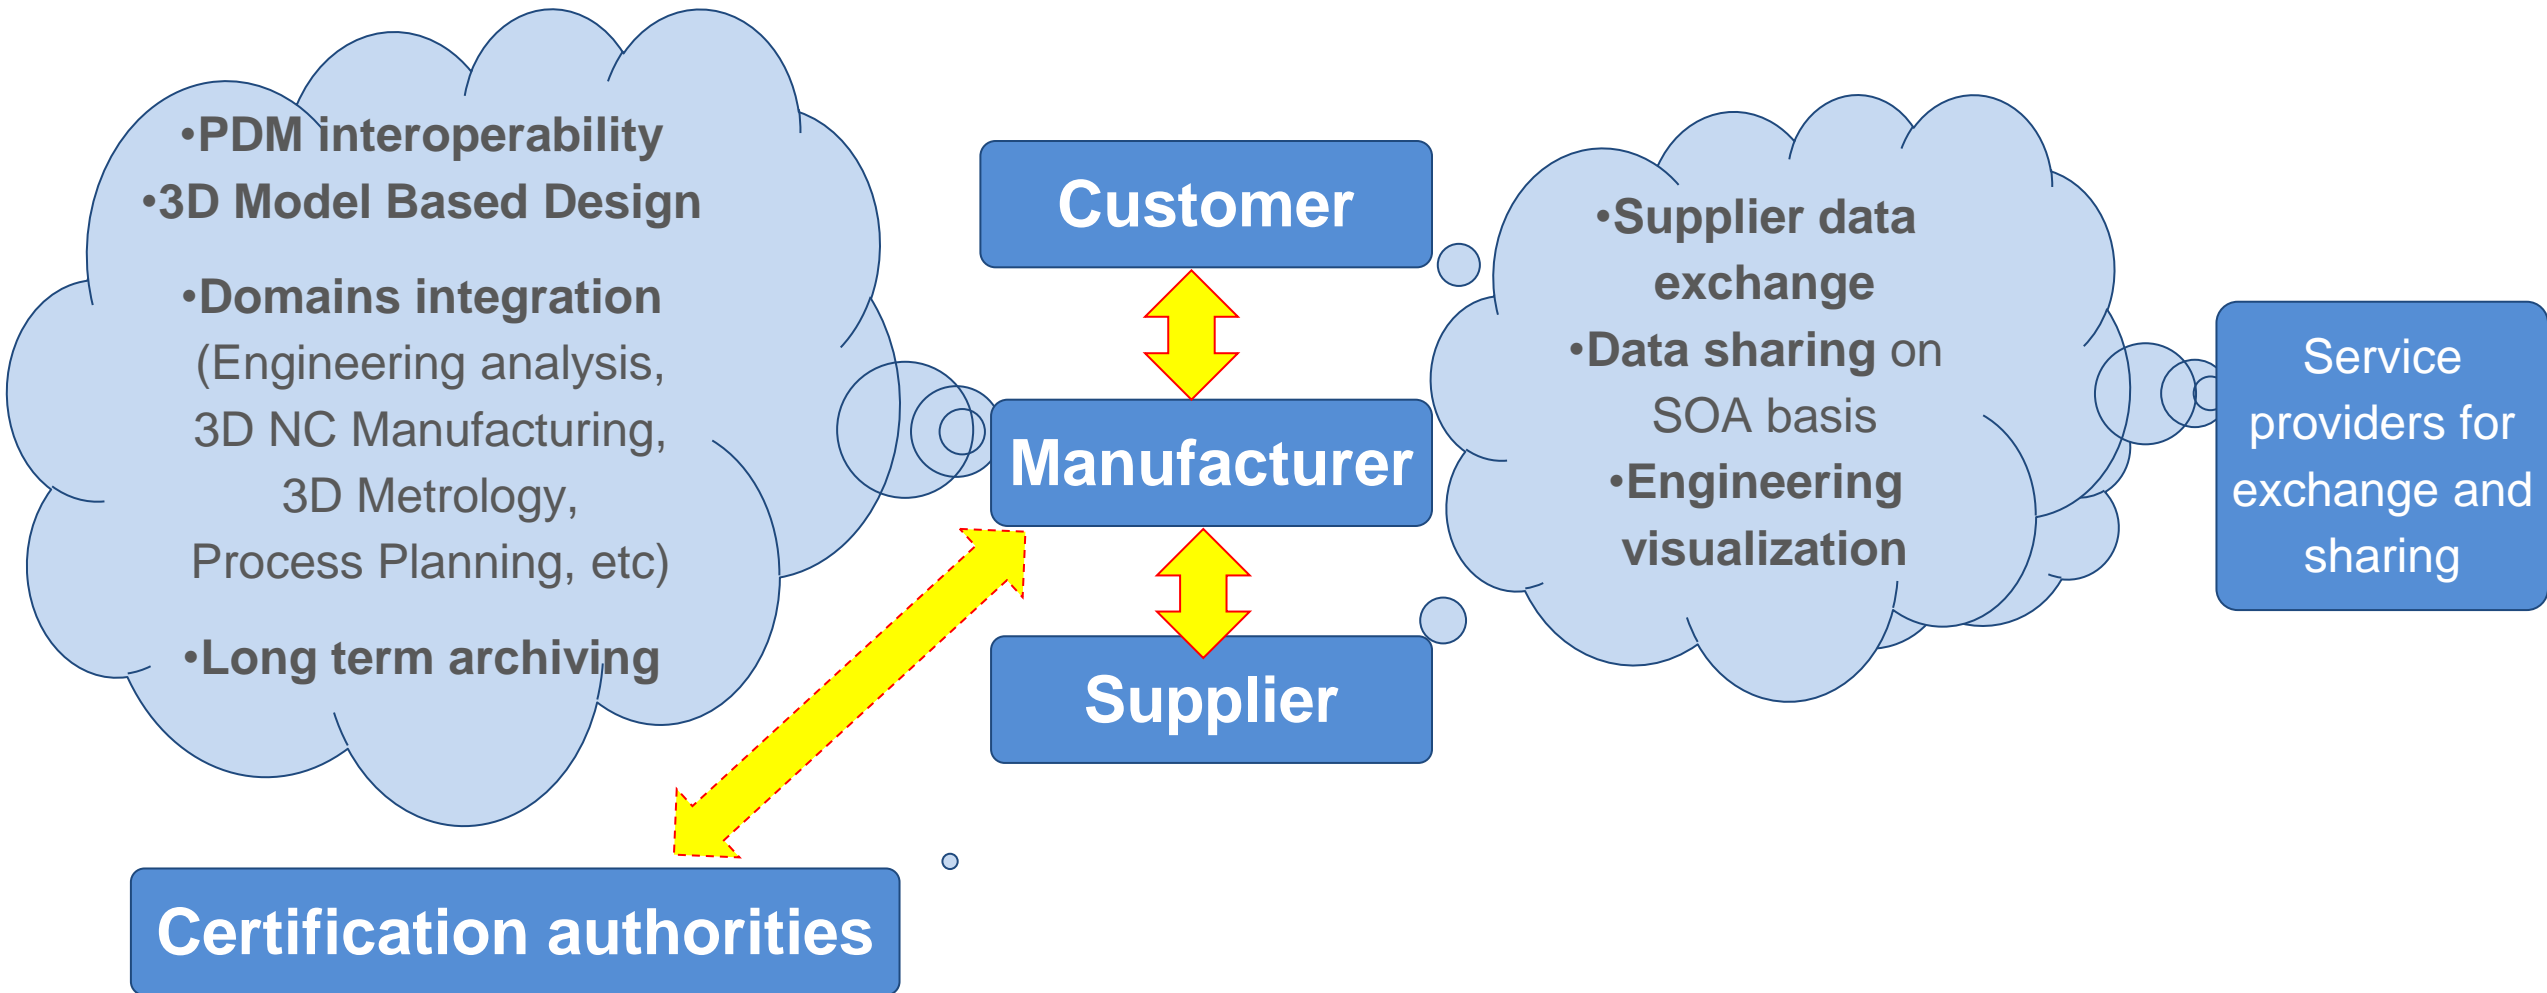 •PDM interoperability
•3D Model Based Design
•Domains integration
(Engineering analysis,
3D NC Manufacturing,
3D Metrology,
Process Planning, etc)
•Long term archiving
Customer
Manufacturer
Supplier
Certification authorities
•Supplier data
exchange
•Data sharing on
SOA basis
•Engineering
visualization
Service
providers for
exchange and
sharing